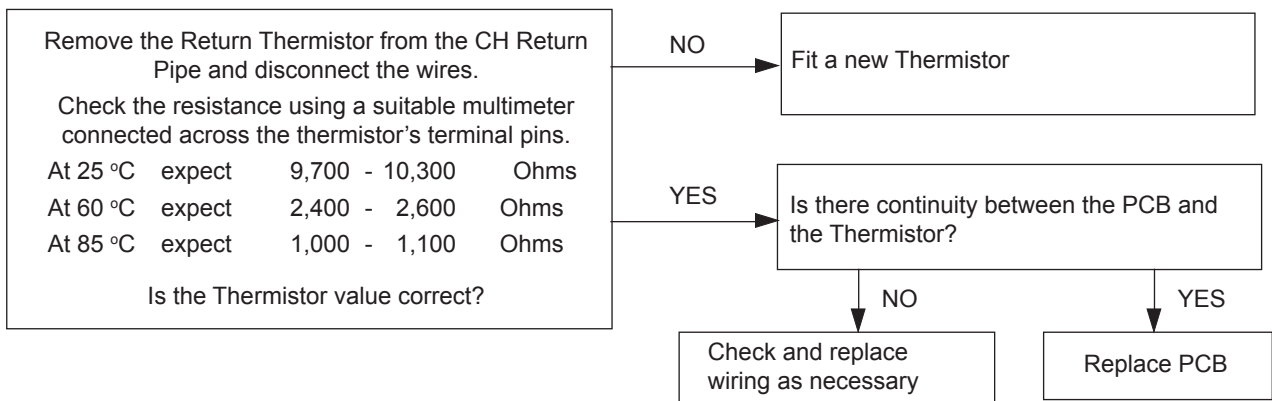 Remove the Return Thermistor from the CH Return
Pipe and disconnect the wires.
Check the resistance using a suitable multimeter
connected across the thermistor's terminal pins.
At 25 °C expect 9,700 - 10,300 Ohms
At 60 °C expect 2,400 - 2,600 Ohms
At 85 °C expect 1,000 - 1,100 Ohms
Is the Thermistor value correct?
NO
Fit a new Thermistor
YES
Is there continuity between the PCB and
the Thermistor?
NO
Check and replace
wiring as necessary
YES
Replace PCB